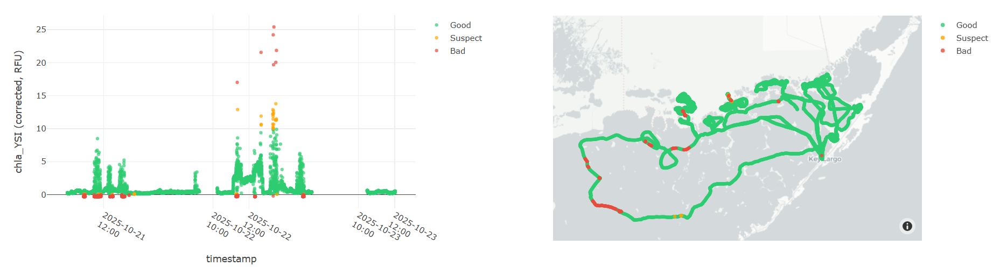 chla_YSI (corrected, RFU)
25
20
15
10
5
0
2025-10-21
12:00
2025-10-22
10:00
2025-10-22
12:00
2025-10-23
10:00
2025-10-23
12:00
timestamp
Good
Suspect
Bad
Key Largo
Good
Suspect
Bad